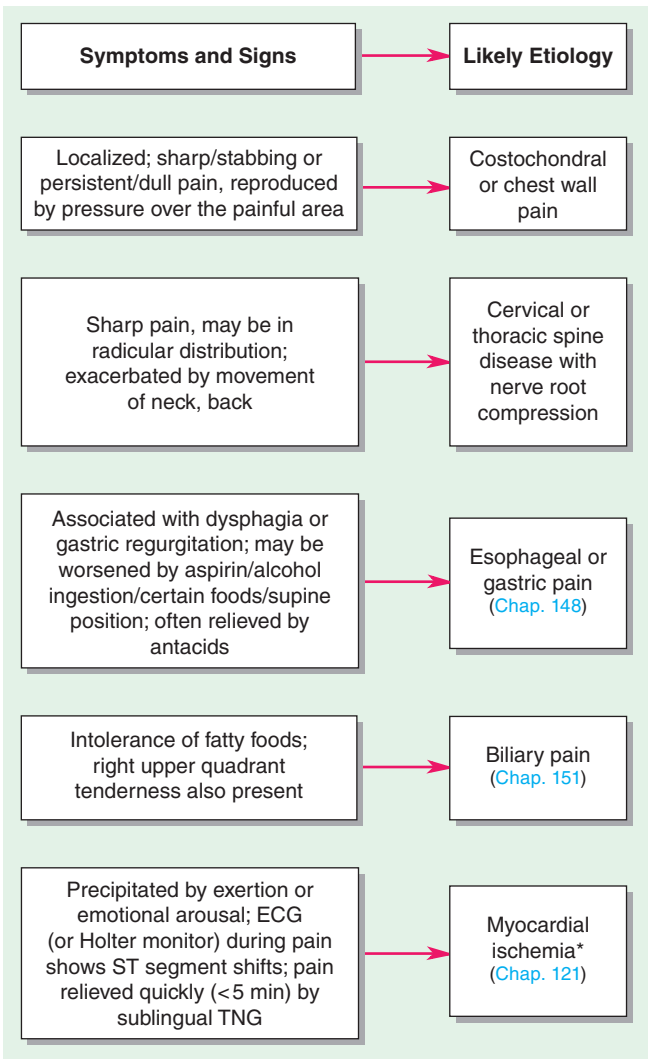 Symptoms and Signs
Likely Etiology
Localized; sharp/stabbing or
persistent/dull pain, reproduced
by pressure over the painful area
Costochondral
or chest wall
pain
Sharp pain, may be in
radicular distribution;
exacerbated by movement
of neck, back
Cervical or
thoracic spine
disease with
nerve root
compression
Associated with dysphagia or
gastric regurgitation; may be
worsened by aspirin/alcohol
ingestion/certain foods/supine
position; often relieved by
antacids
Esophageal or
gastric pain
(Chap. 148)
Intolerance of fatty foods;
right upper quadrant
tenderness also present
Biliary pain
(Chap. 151)
Precipitated by exertion or
emotional arousal; ECG
(or Holter monitor) during pain
shows ST segment shifts; pain
relieved quickly (<5 min) by
sublingual TNG
Myocardial
ischemia*
(Chap. 121)